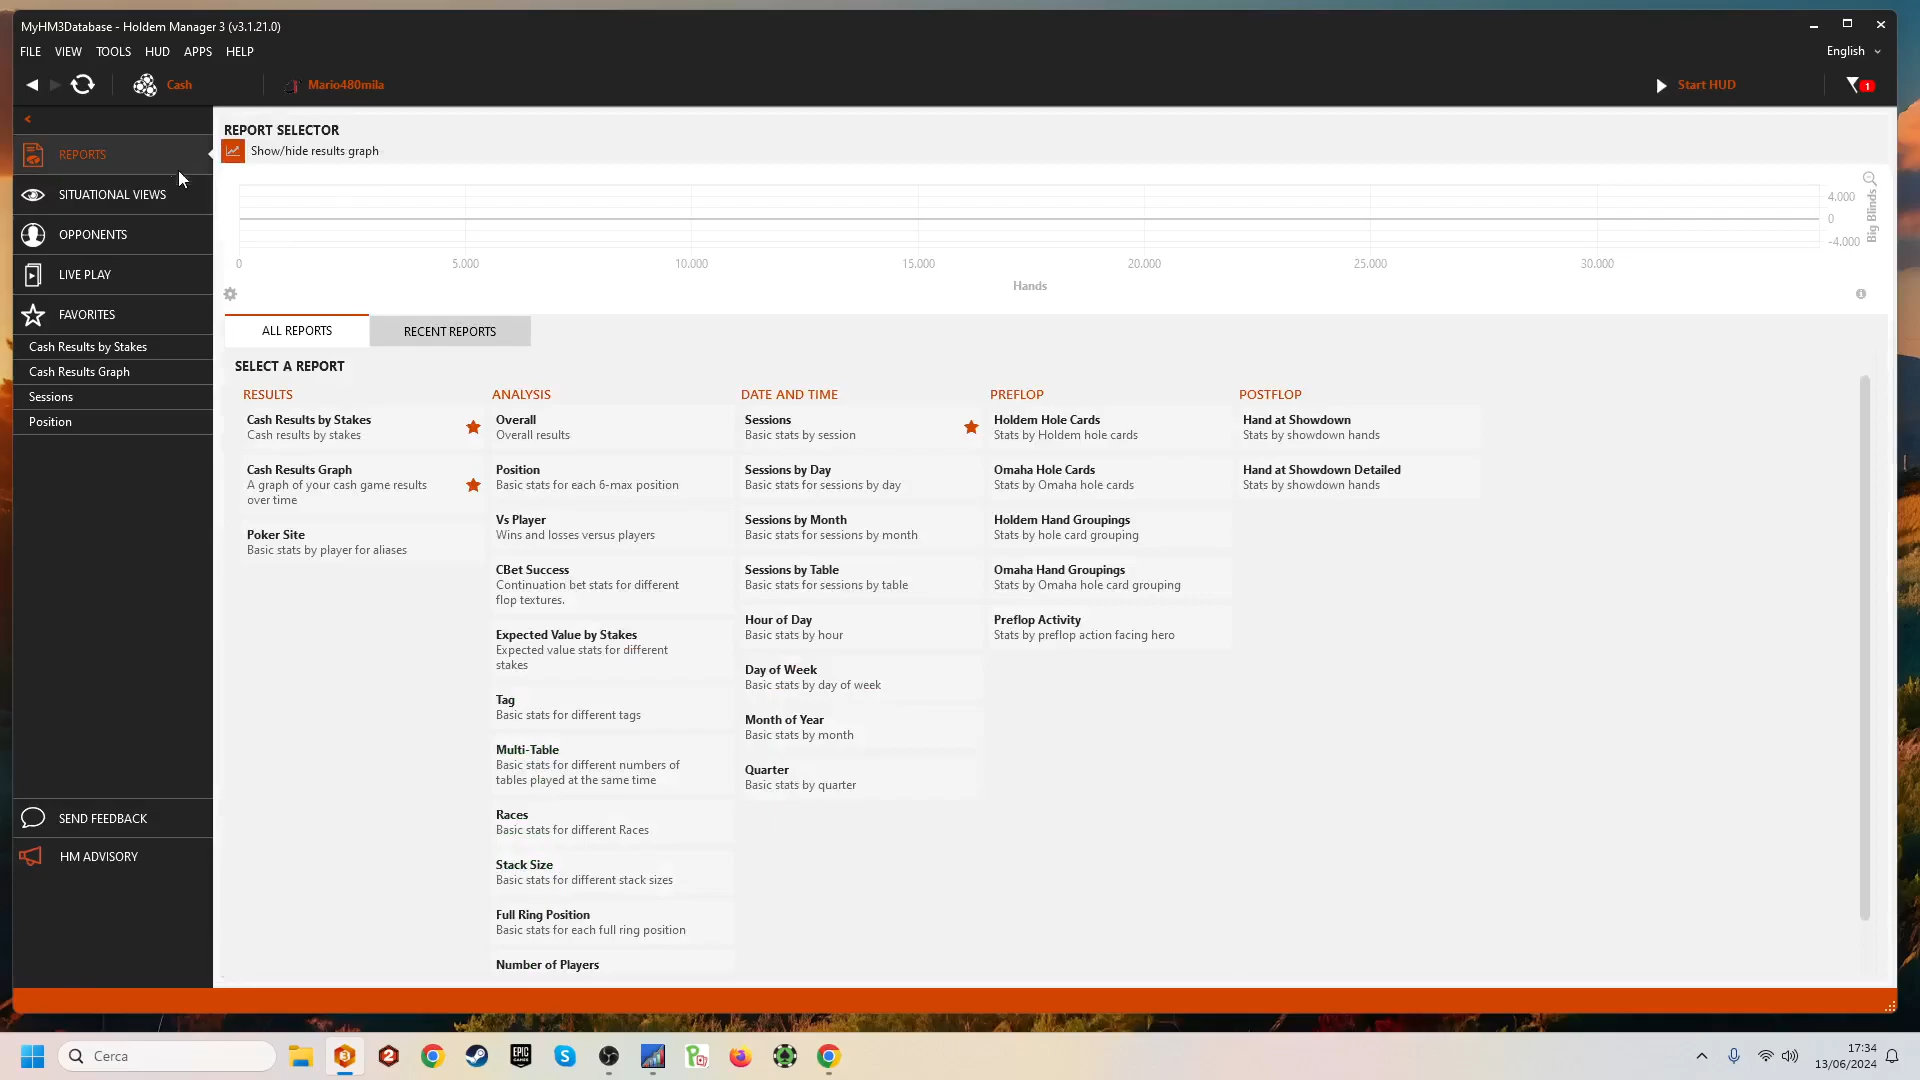 MyHM3Database - Holdem Manager 3 (v3.1.21.0)
FILE VIEW TOOLS HUD APPS HELP
English
Cash
Mario480mila
Start HUD
1
<
REPORTS
SITUATIONAL VIEWS
OPPONENTS
LIVE PLAY
FAVORITES
Cash Results by Stakes
Cash Results Graph
Sessions
Position
SEND FEEDBACK
HM ADVISORY
REPORT SELECTOR
Show/hide results graph
4.000
0
-4.000
Big Blinds
0 5.000 10.000 15.000 20.000 25.000 30.000
Hands
ALL REPORTS RECENT REPORTS
SELECT A REPORT
RESULTS
Cash Results by Stakes
Cash results by stakes
Cash Results Graph
A graph of your cash game results
over time
Poker Site
Basic stats by player for aliases
ANALYSIS
Overall
Overall results
Position
Basic stats for each 6-max position
Vs Player
Wins and losses versus players
CBet Success
Continuation bet stats for different
flop textures.
Expected Value by Stakes
Expected value stats for different
stakes
Tag
Basic stats for different tags
Multi-Table
Basic stats for different numbers of
tables played at the same time
Races
Basic stats for different Races
Stack Size
Basic stats for different stack sizes
Full Ring Position
Basic stats for each full ring position
Number of Players
DATE AND TIME
Sessions
Basic stats by session
Sessions by Day
Basic stats for sessions by day
Sessions by Month
Basic stats for sessions by month
Sessions by Table
Basic stats for sessions by table
Hour of Day
Basic stats by hour
Day of Week
Basic stats by day of week
Month of Year
Basic stats by month
Quarter
Basic stats by quarter
PREFLOP
Holdem Hole Cards
Stats by Holdem hole cards
Omaha Hole Cards
Stats by Omaha hole cards
Holdem Hand Groupings
Stats by hole card grouping
Omaha Hand Groupings
Stats by Omaha hole card grouping
Preflop Activity
Stats by preflop action facing hero
POSTFLOP
Hand at Showdown
Stats by showdown hands
Hand at Showdown Detailed
Stats by showdown hands
Cerca
3
2
EPIC
GAMES
S
17:34
13/06/2024